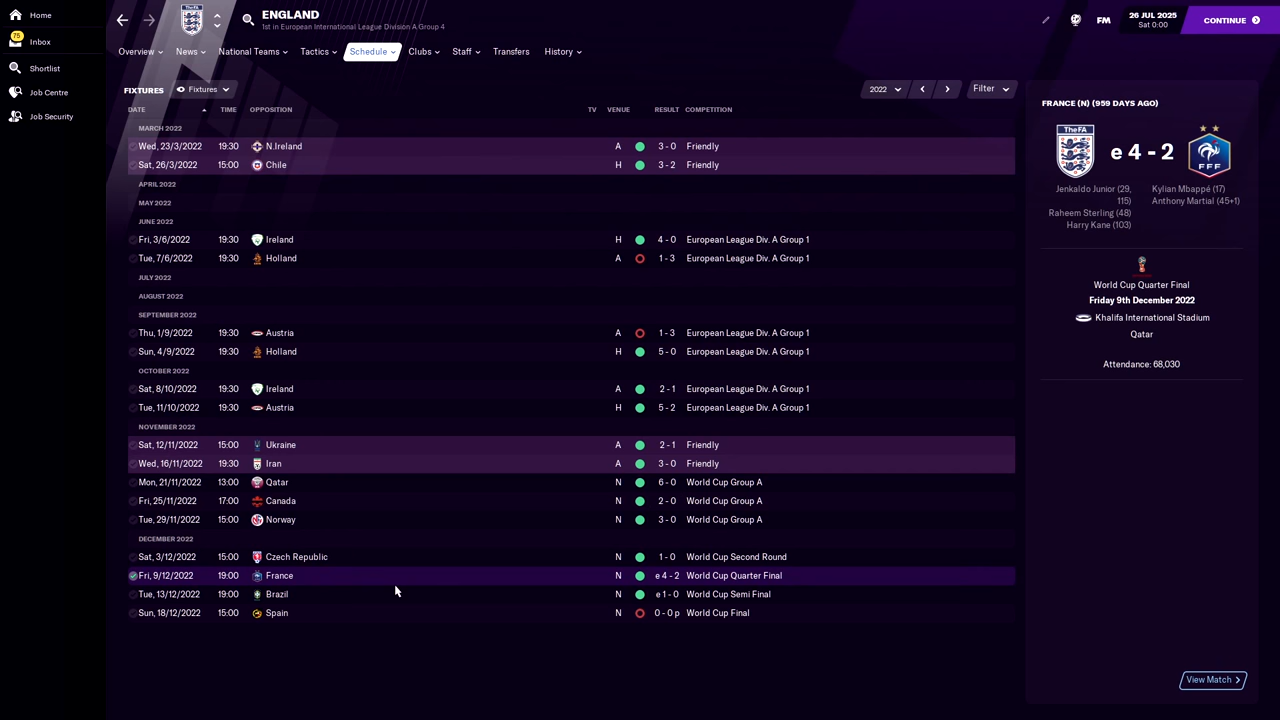 Home
75
Inbox
Shortlist
Job Centre
Job Security
ENGLAND
1st in European International League Division A Group 4
FM
26 JUL 2025
Sat 0:00
CONTINUE
Overview
News
National Teams
Tactics
Schedule
Clubs
Staff
Transfers
History
FIXTURES
Fixtures
2022
Filter
DATE TIME OPPOSITION TV VENUE RESULT COMPETITION
MARCH 2022
Wed, 23/3/2022 19:30 N.Ireland A 3 - 0 Friendly
Sat, 26/3/2022 15:00 Chile H 3 - 2 Friendly
APRIL 2022
MAY 2022
JUNE 2022
Fri, 3/6/2022 19:30 Ireland H 4 - 0 European League Div. A Group 1
Tue, 7/6/2022 19:30 Holland A 1 - 3 European League Div. A Group 1
JULY 2022
AUGUST 2022
SEPTEMBER 2022
Thu, 1/9/2022 19:30 Austria A 1 - 3 European League Div. A Group 1
Sun, 4/9/2022 19:30 Holland H 5 - 0 European League Div. A Group 1
OCTOBER 2022
Sat, 8/10/2022 19:30 Ireland A 2 - 1 European League Div. A Group 1
Tue, 11/10/2022 19:30 Austria H 5 - 2 European League Div. A Group 1
NOVEMBER 2022
Sat, 12/11/2022 15:00 Ukraine A 2 - 1 Friendly
Wed, 16/11/2022 19:30 Iran A 3 - 0 Friendly
Mon, 21/11/2022 13:00 Qatar N 6 - 0 World Cup Group A
Fri, 25/11/2022 17:00 Canada N 2 - 0 World Cup Group A
Tue, 29/11/2022 15:00 Norway N 3 - 0 World Cup Group A
DECEMBER 2022
Sat, 3/12/2022 15:00 Czech Republic N 1 - 0 World Cup Second Round
Fri, 9/12/2022 19:00 France N e 4 - 2 World Cup Quarter Final
Tue, 13/12/2022 19:00 Brazil N e 1 - 0 World Cup Semi Final
Sun, 18/12/2022 15:00 Spain N 0 - 0 p World Cup Final
FRANCE (N) (959 DAYS AGO)
The FA
e 4 - 2
FFF
Jenkaldo Junior (29,
115)
Raheem Sterling (48)
Harry Kane (103)
Kylian Mbappé (17)
Anthony Martial (45+1)
World Cup Quarter Final
Friday 9th December 2022
Khalifa International Stadium
Qatar
Attendance: 68,030
View Match